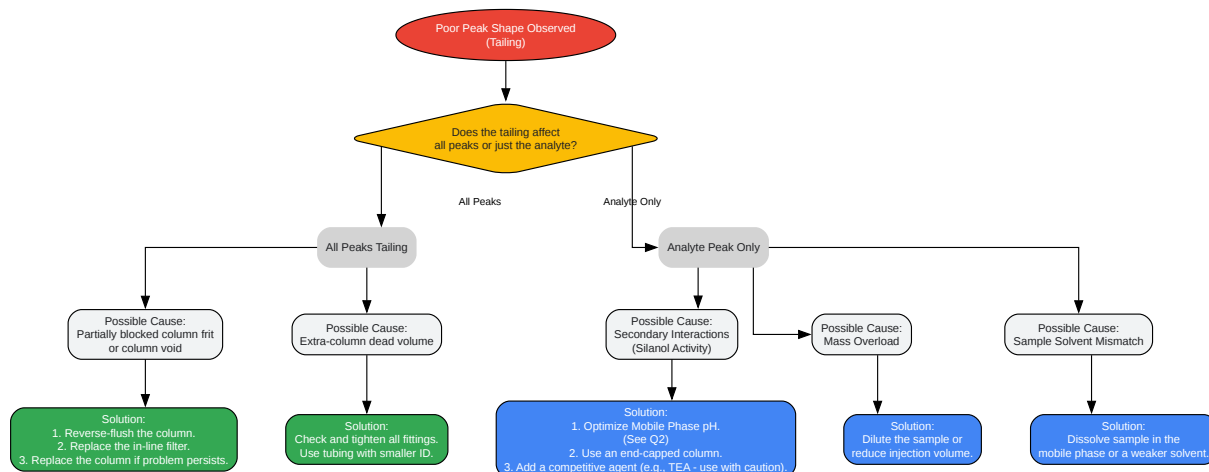 Poor Peak Shape Observed
(Tailing)
Does the tailing affect
all peaks or just the analyte?
All Peaks
Analyte Only
All Peaks Tailing
Analyte Peak Only
Possible Cause:
Partially blocked column frit
or column void
Possible Cause:
Extra-column dead volume
Possible Cause:
Secondary Interactions
(Silanol Activity)
Possible Cause:
Mass Overload
Possible Cause:
Sample Solvent Mismatch
Solution:
1. Reverse-flush the column.
2. Replace the in-line filter.
3. Replace the column if problem persists.
Solution:
Check and tighten all fittings.
Use tubing with smaller ID.
Solution:
1. Optimize Mobile Phase pH.
(See Q2)
2. Use an end-capped column.
3. Add a competitive agent (e.g., TEA - use with caution).
Solution:
Dilute the sample or
reduce injection volume.
Solution:
Dissolve sample in the
mobile phase or a weaker solvent.